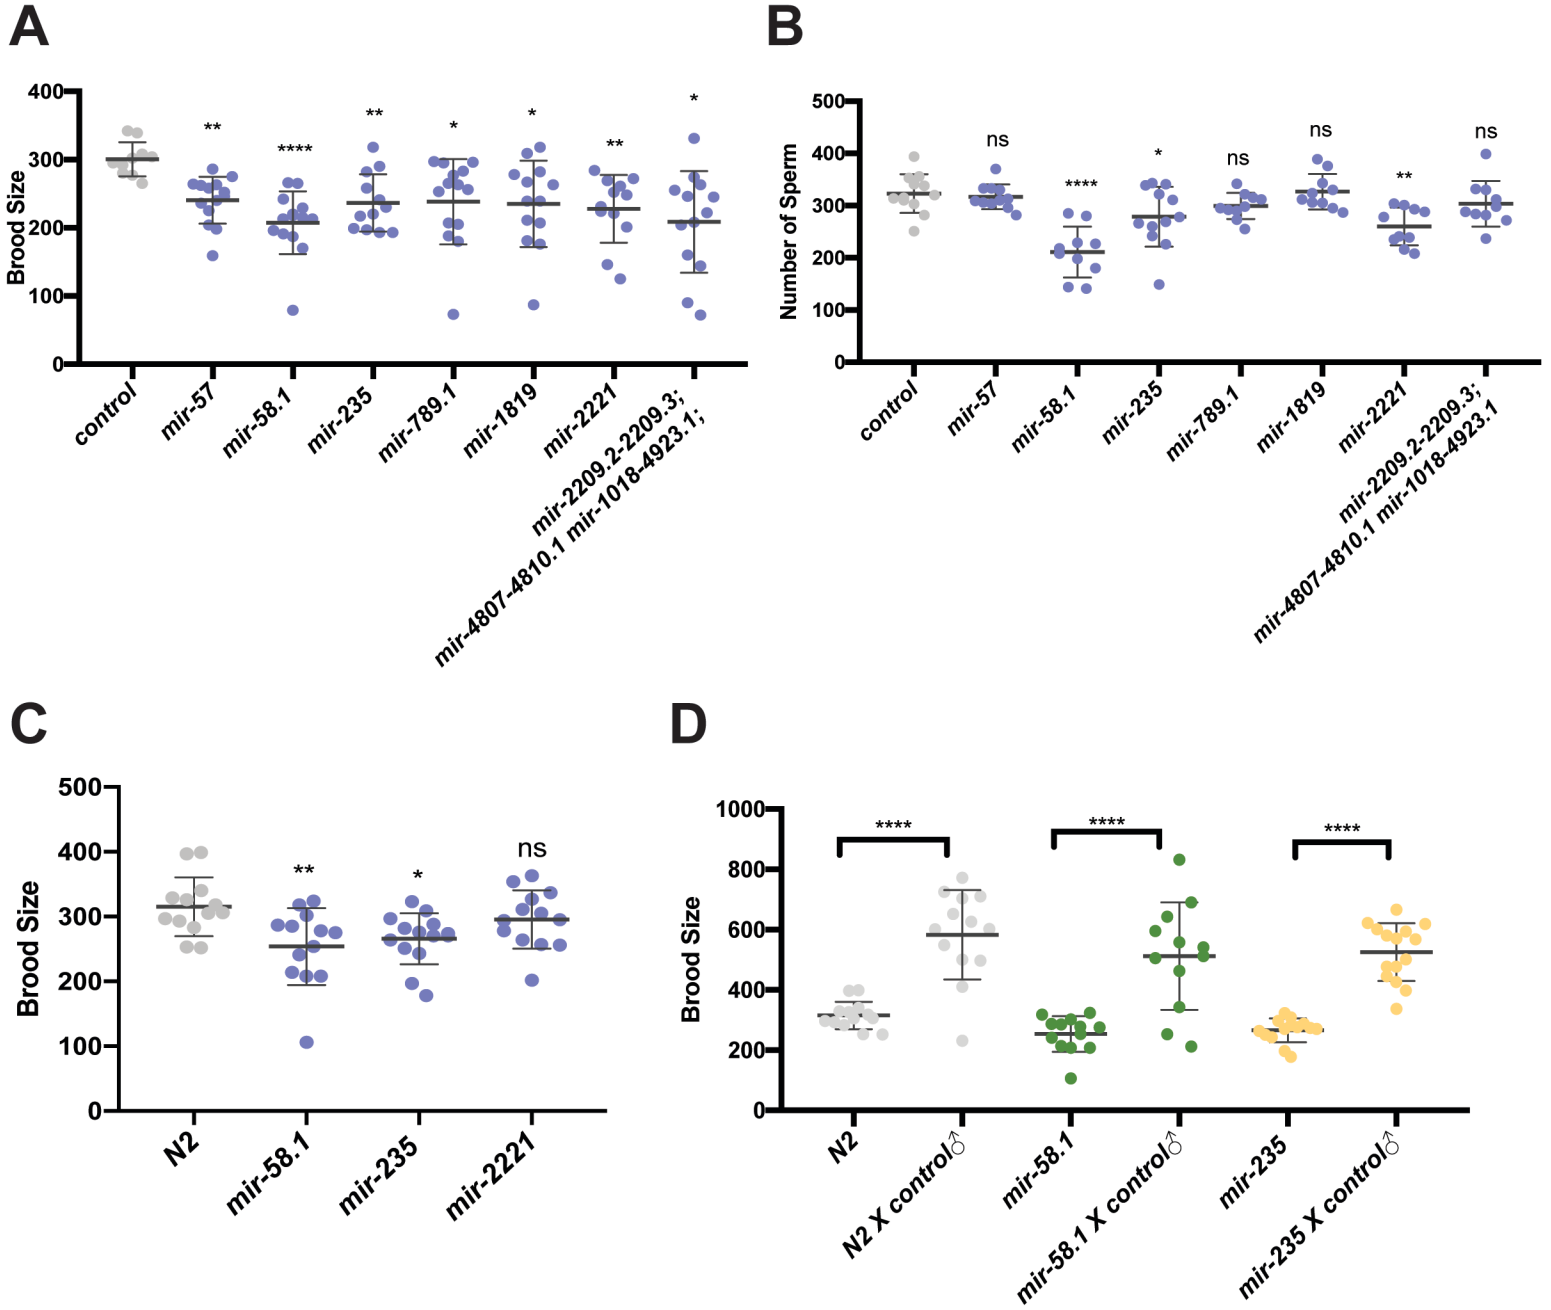 A
Brood Size
400
300
200
100
0
**
****
**
*
*
**
*
control
mir-57
mir-58.1
mir-235
mir-789.1
mir-1819
mir-2221
mir-2209.2-2209.3;
mir-4807-4810.1 mir-1018-4923.1;
B
Number of Sperm
500
400
300
200
100
0
ns
****
*
ns
ns
**
ns
control
mir-57
mir-58.1
mir-235
mir-789.1
mir-1819
mir-2221
mir-2209.2-2209.3;
mir-4807-4810.1 mir-1018-4923.1
C
Brood Size
500
400
300
200
100
0
**
*
ns
N2
mir-58.1
mir-235
mir-2221
D
Brood Size
1000
800
600
400
200
0
****
****
****
N2
N2 X control♂
mir-58.1
mir-58.1 X control♂
mir-235
mir-235 X control♂